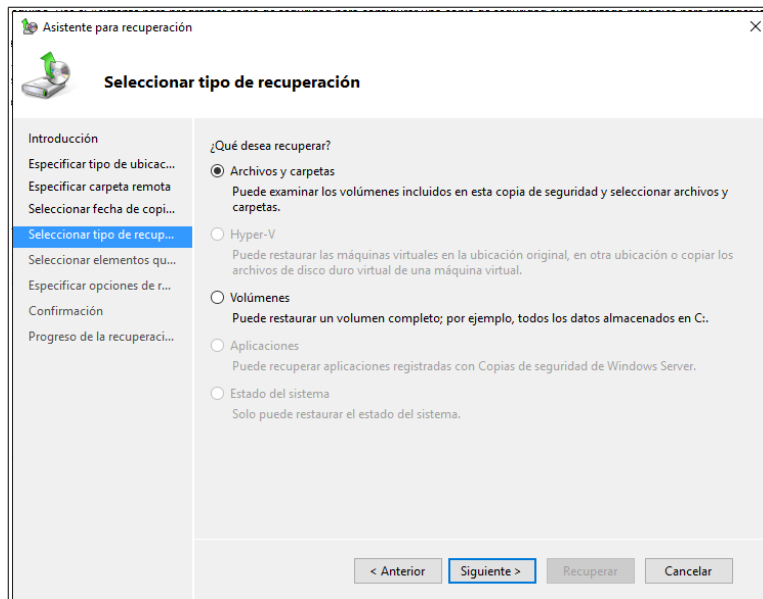 Asistente para recuperación
Seleccionar tipo de recuperación
Introducción
Especificar tipo de ubicac...
Especificar carpeta remota
Seleccionar fecha de copi...
Seleccionar tipo de recup...
Seleccionar elementos qu...
Especificar opciones de r...
Confirmación
Progreso de la recuperaci...
¿Qué desea recuperar?
Archivos y carpetas
Puede examinar los volúmenes incluidos en esta copia de seguridad y seleccionar archivos y
carpetas.
Hyper-V
Puede restaurar las máquinas virtuales en la ubicación original, en otra ubicación o copiar los
archivos de disco duro virtual de una máquina virtual.
Volúmenes
Puede restaurar un volumen completo; por ejemplo, todos los datos almacenados en C:.
Aplicaciones
Puede recuperar aplicaciones registradas con Copias de seguridad de Windows Server.
Estado del sistema
Solo puede restaurar el estado del sistema.
< Anterior
Siguiente >
Recuperar
Cancelar